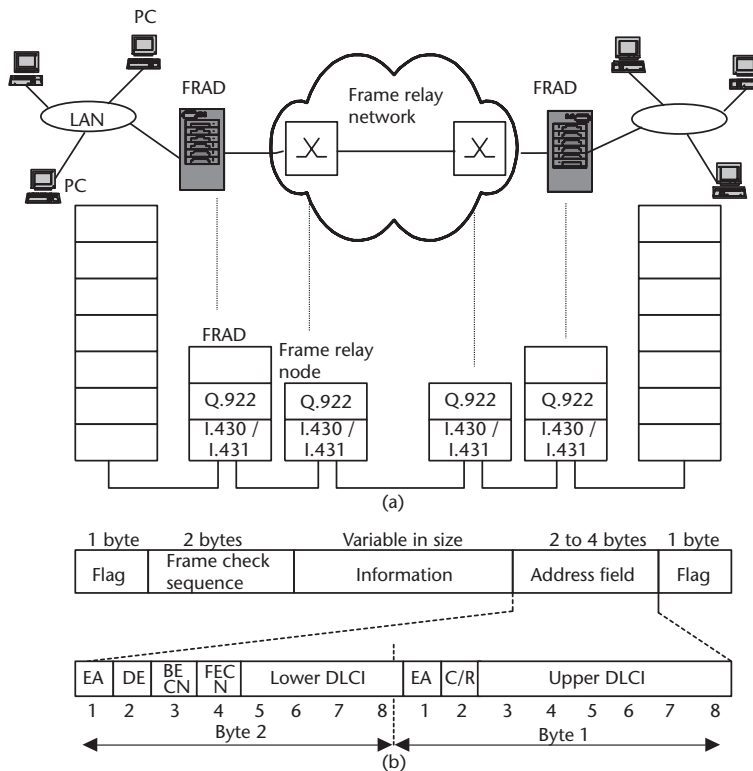 PC
FRAD
Frame relay
network
FRAD
LAN
PC
FRAD
Frame relay
node
Q.922
Q.922
Q.922
Q.922
I.430 /
I.431
I.430 /
I.431
I.430 /
I.431
I.430 /
I.431
(a)
1 byte
2 bytes
Variable in size
2 to 4 bytes
1 byte
Flag
Frame check
sequence
Information
Address field
Flag
EA
DE
BE
CN
FEC
N
Lower DLCI
EA
C/R
Upper DLCI
1 2 3 4 5 6 7 8 1 2 3 4 5 6 7 8
Byte 2
Byte 1
(b)